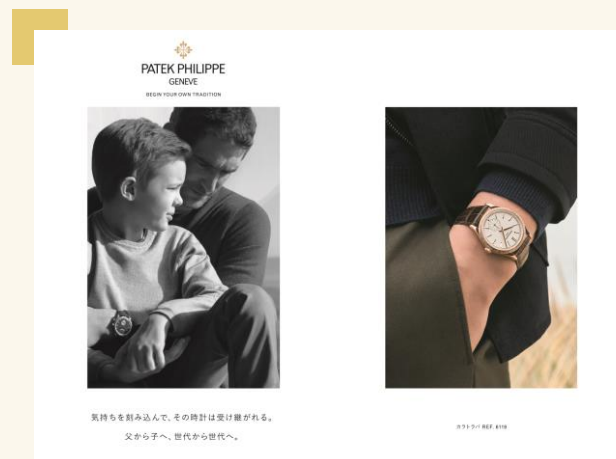 PATEK PHILIPPE
GENEVE
BEGIN YOUR OWN TRADITION
気持ちを刻み込んで、その時計は受け継がれる。
父から子へ、世代から世代へ。
カラトラバ REF. 6119